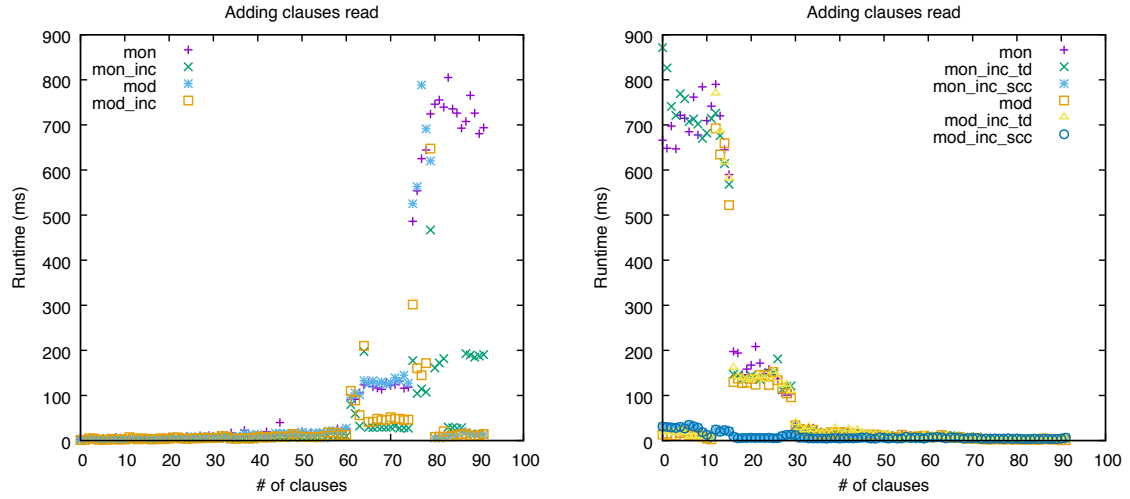 Adding clauses read
900
800
700
600
500
400
300
200
100
0
Runtime (ms)
mon
mon_inc
mod
mod_inc
0 10 20 30 40 50 60 70 80 90 100
# of clauses
Adding clauses read
900
800
700
600
500
400
300
200
100
0
Runtime (ms)
mon
mon_inc_td
mon_inc_scc
mod
mod_inc_td
mod_inc_scc
0 10 20 30 40 50 60 70 80 90 100
# of clauses